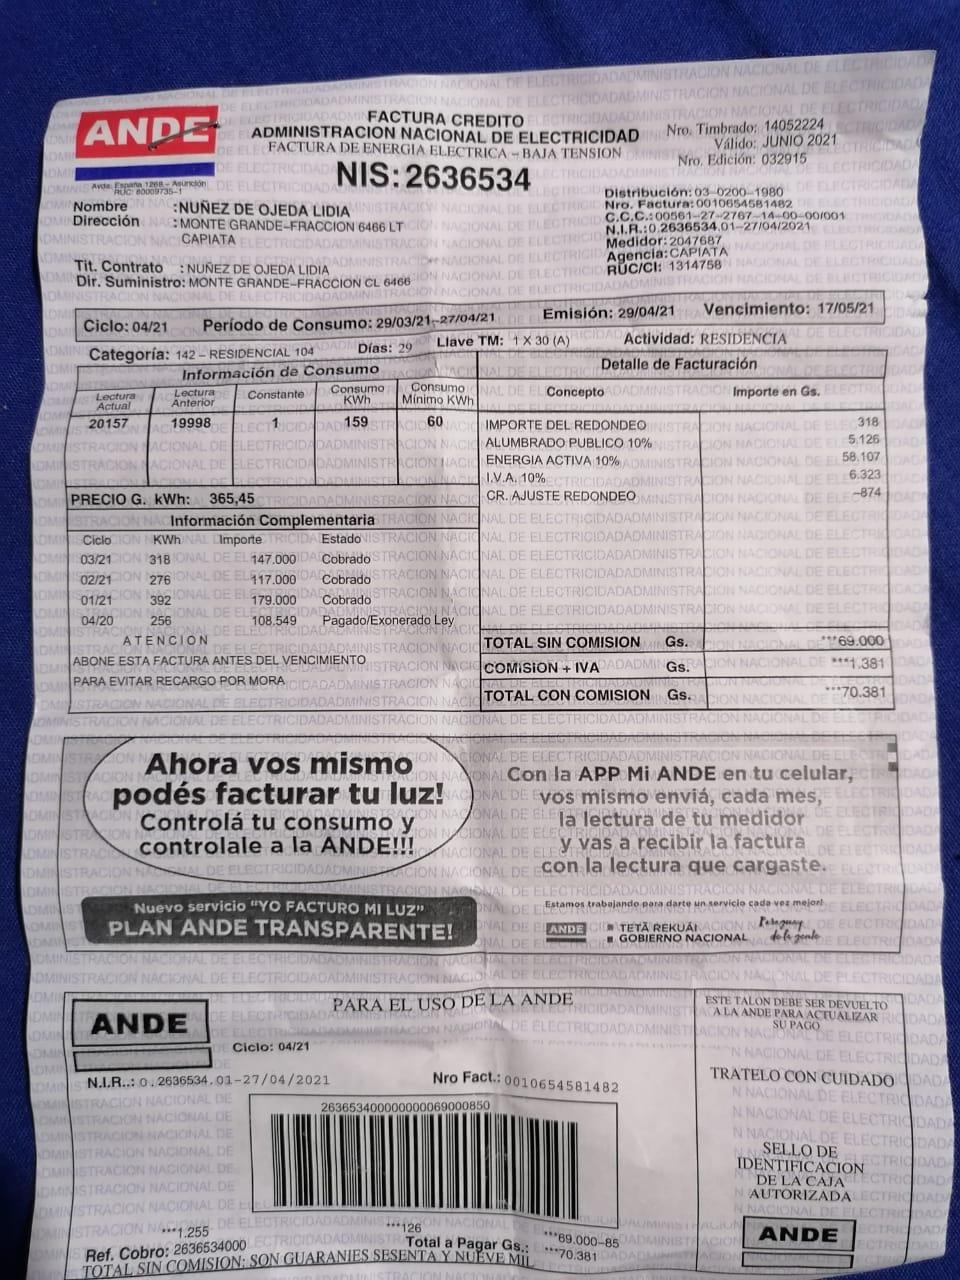 ANDE
FACTURA CREDITO
ADMINISTRACION NACIONAL DE ELECTRICIDAD
FACTURA DE ENERGIA ELECTRICA – BAJA TENSION
NIS: 2636534
Nro. Timbrado: 14052224
Válido: JUNIO 2021
Nro. Edición: 032915
Avda. España 1268 – Asunción
RUC: 80009735–1
Nombre :NUÑEZ DE OJEDA LIDIA
Dirección :MONTE GRANDE–FRACCION 6466 LT
CAPIATA
Tit. Contrato : NUÑEZ DE OJEDA LIDIA
Dir. Suministro: MONTE GRANDE–FRACCION CL 6466
Distribución: 03–0200–1980
Nro. Factura:0010654581482
C.C.C.:00561–27–2767–14–00–00/001
N.I.R.:0.2636534.01–27/04/2021
Medidor:2047687
Agencia:CAPIATA
RUC/CI: 1314758
Ciclo: 04/21 Período de Consumo: 29/03/21–27/04/21 Emisión: 29/04/21 Vencimiento: 17/05/21
Categoría: 142 – RESIDENCIAL 104 Días: 29 Llave TM: 1 X 30 (A) Actividad: RESIDENCIA
Información de Consumo
Lectura Actual Lectura Anterior Constante Consumo KWh Consumo Mínimo KWh
20157 19998 1 159 60
PRECIO G. kWh: 365,45
Información Complementaria
Ciclo KWh Importe Estado
03/21 318 147.000 Cobrado
02/21 276 117.000 Cobrado
01/21 392 179.000 Cobrado
04/20 256 108.549 Pagado/Exonerado Ley
ATENCION
ABONE ESTA FACTURA ANTES DEL VENCIMIENTO
PARA EVITAR RECARGO POR MORA
Detalle de Facturación
Concepto Importe en Gs.
IMPORTE DEL REDONDEO 318
ALUMBRADO PUBLICO 10% 5.126
ENERGIA ACTIVA 10% 58.107
I.V.A. 10% 6.323
CR. AJUSTE REDONDEO –874
TOTAL SIN COMISION Gs. ***69.000
COMISION + IVA Gs. ***1.381
TOTAL CON COMISION Gs. ***70.381
Ahora vos mismo
podés facturar tu luz!
Controlá tu consumo y
controlale a la ANDE!!!
Nuevo servicio "YO FACTURO MI LUZ"
PLAN ANDE TRANSPARENTE!
Con la APP Mi ANDE en tu celular,
vos mismo enviá, cada mes,
la lectura de tu medidor
y vas a recibir la factura
con la lectura que cargaste.
Estamos trabajando para darte un servicio cada vez mejor!
ANDE
TETÃ REKUÁI
GOBIERNO NACIONAL
Paraguay
de la gente
ANDE
PARA EL USO DE LA ANDE
Ciclo: 04/21
N.I.R..: 0.2636534.01–27/04/2021 Nro Fact.: 0010654581482
263653400000000069000850
***1.255 ***126
Ref. Cobro: 2636534000 Total a Pagar Gs.: ***69.000–85
***70.381
TOTAL SIN COMISION: SON GUARANIES SESENTA Y NUEVE MIL
ESTE TALON DEBE SER DEVUELTO
A LA ANDE PARA ACTUALIZAR
SU PAGO
TRATELO CON CUIDADO
SELLO DE
IDENTIFICACION
DE LA CAJA
AUTORIZADA
ANDE